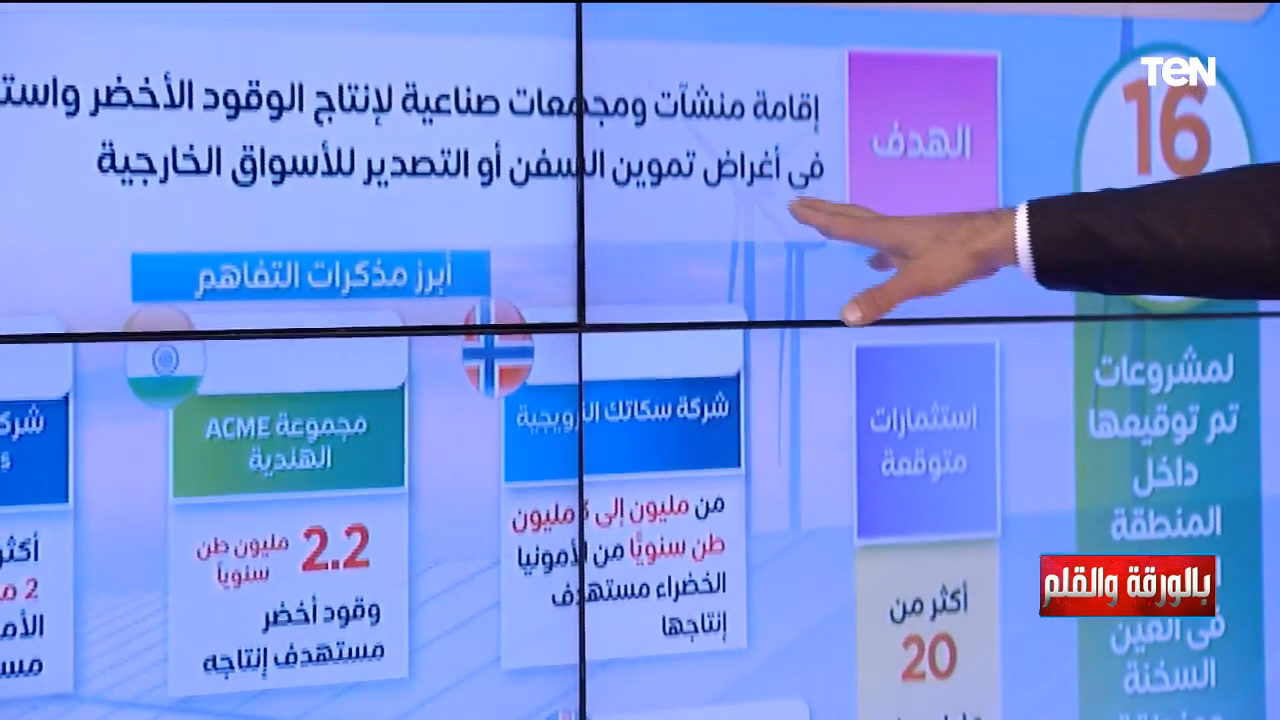 TEN
16
لمشروعات
تم توقيعها
داخل
المنطقة
فى العين
السخنة
الهدف
إقامة منشآت ومجمعات صناعية لإنتاج الوقود الأخضر
فى أغراض تموين السفن أو التصدير للأسواق الخارجية
استثمارات
متوقعة
أكثر من
20
أبرز مذكرات التفاهم
شركة سكاتك النرويجية
من مليون إلى مليون
طن سنويًا من الأمونيا
الخضراء مستهدف
إنتاجها
مجموعة ACME
الهندية
2.2 مليون طن
سنوياً
وقود أخضر
مستهدف إنتاجه
2
بالورقة والقلم